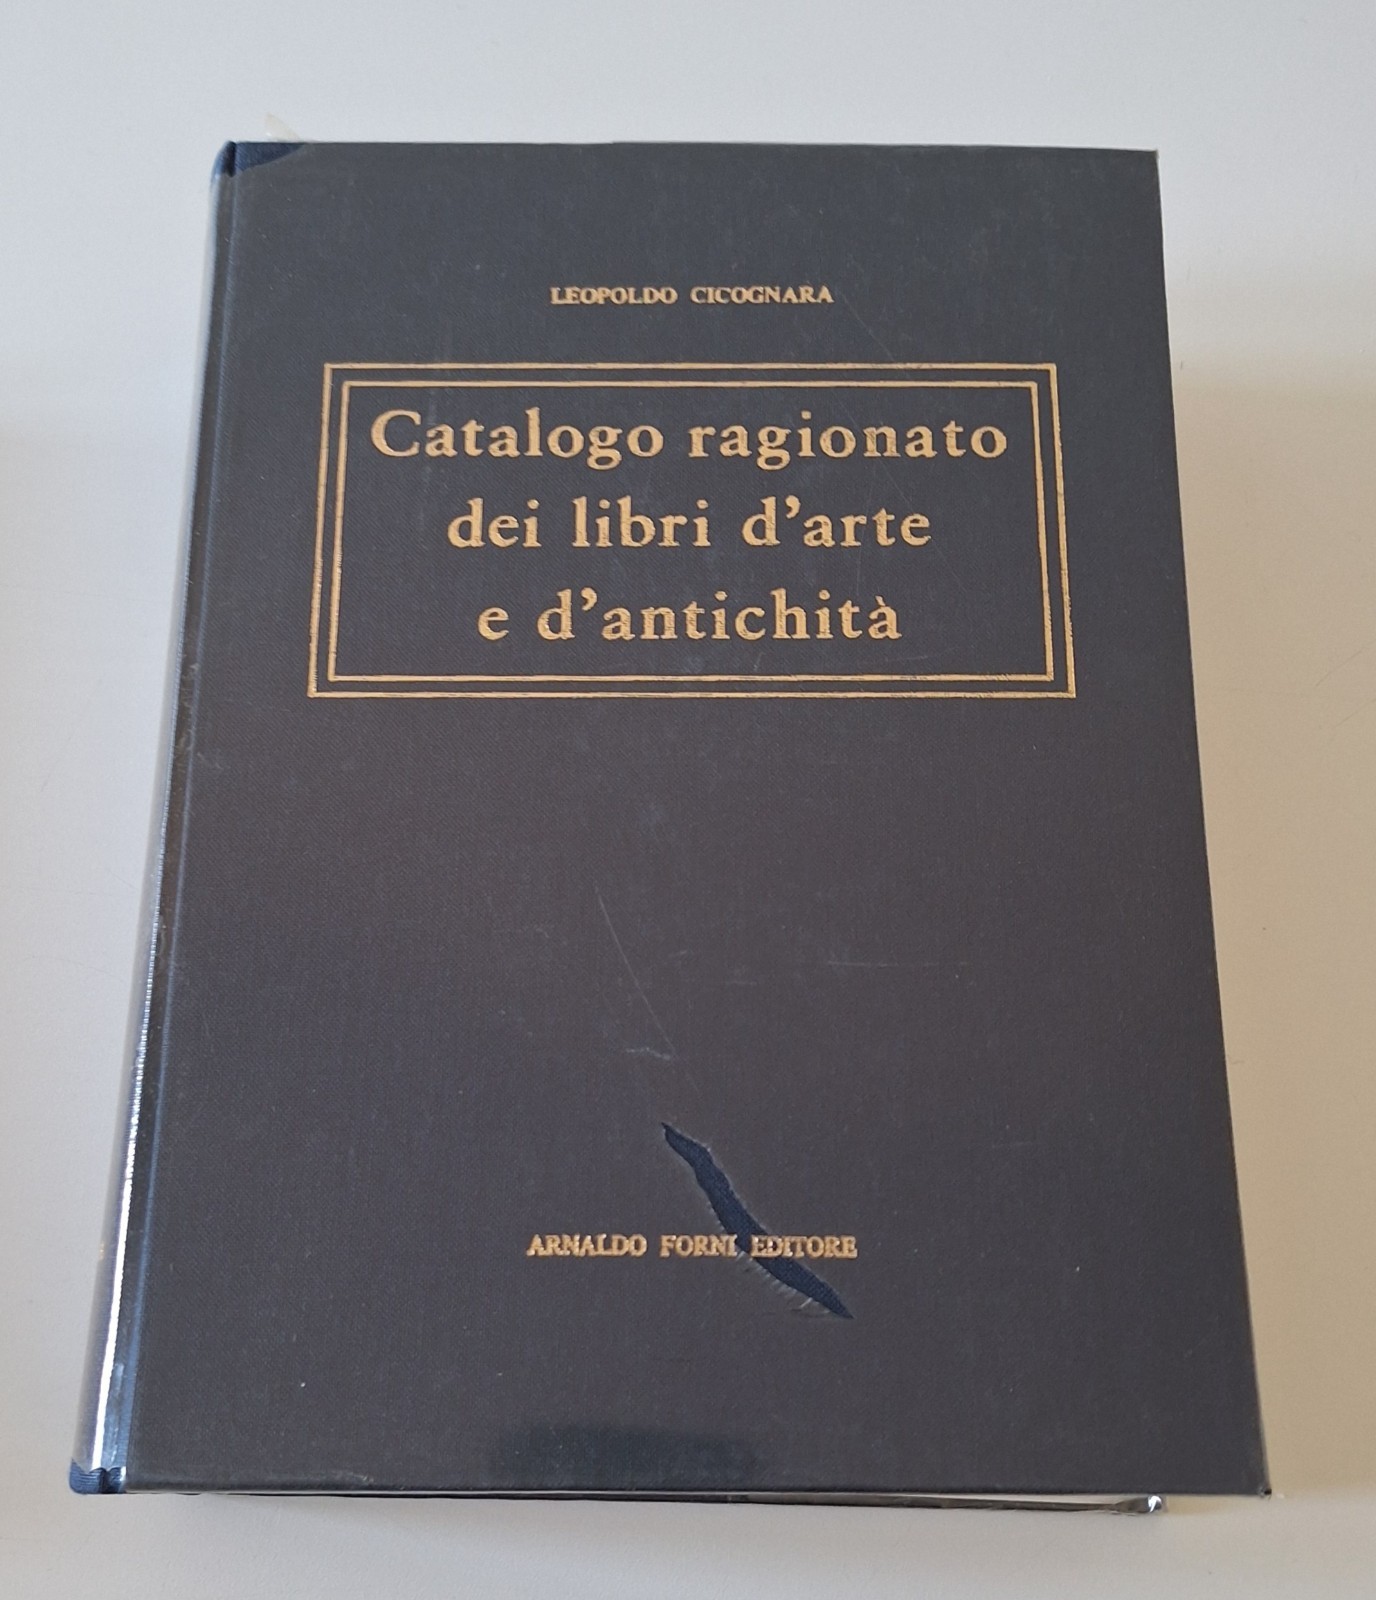 LEOPOLDO CICOGNARA
Catalogo ragionato
dei libri d'arte
e d'antichità
ARNALDO FORNI EDITORE